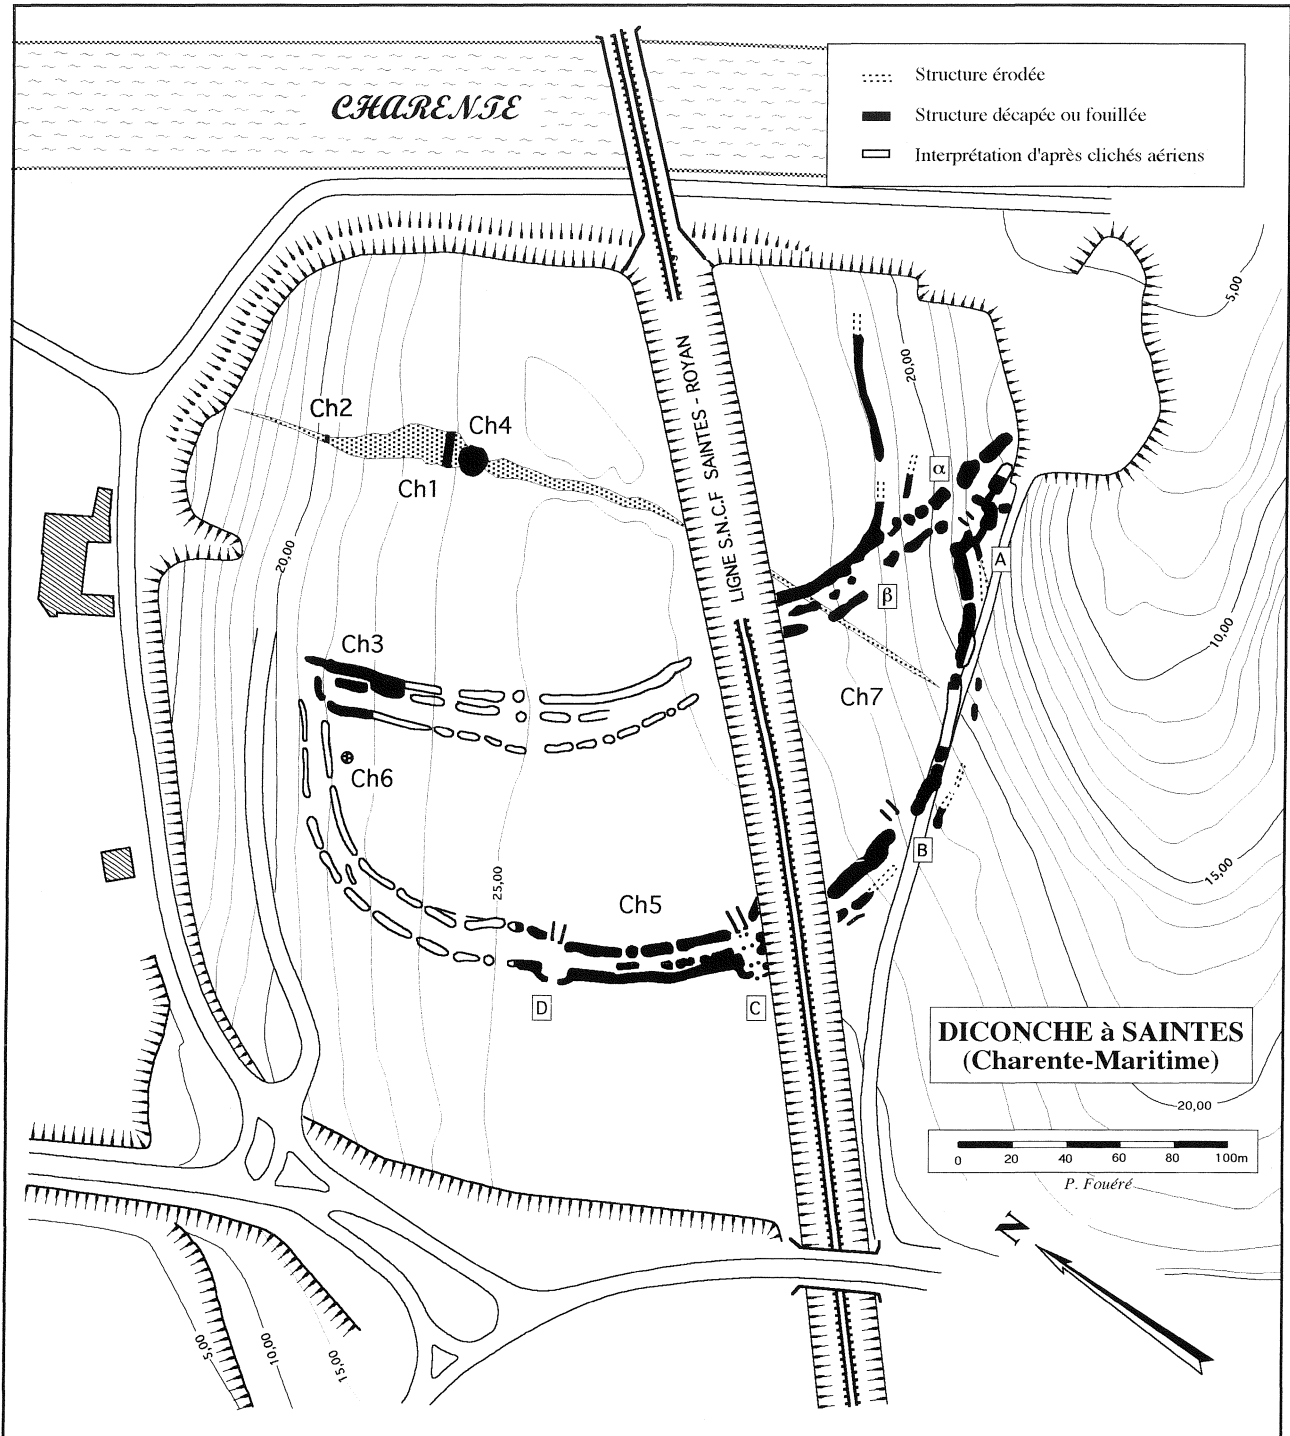 CHARENTE
Structure érodée
Structure décapée ou fouillée
Interprétation d'après clichés aériens
5,00
LIGNE S.N.C.F SAINTES - ROYAN
20,00
Ch2
Ch4
Ch1
α
20,00
A
β
10,00
Ch3
Ch7
Ch6
B
15,00
25,00
Ch5
D
C
DICONCHE à SAINTES
(Charente-Maritime)
20,00
0 20 40 60 80 100m
P. Fouéré
N
5,00
10,00
15,00